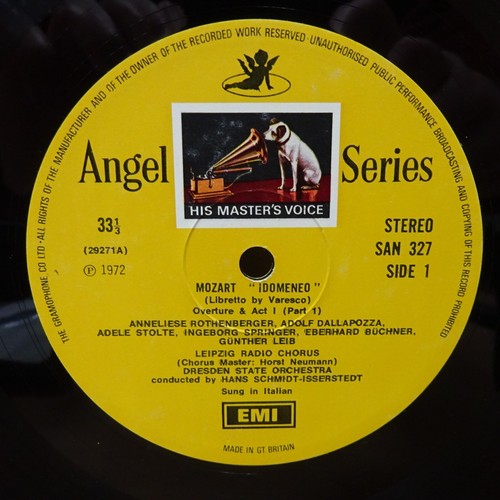 THE GRAMOPHONE CO LTD·ALL RIGHTS OF THE MANUFACTURER AND OF THE OWNER OF THE RECORDED WORK RESERVED·UNAUTHORISED PUBLIC PERFORMANCE BROADCASTING AND COPYING OF THIS RECORD PROHIBITED
Angel Series
HIS MASTER'S VOICE
33⅓
(29271A)
℗ 1972
STEREO
SAN 327
SIDE 1
MOZART "IDOMENEO"
(Libretto by Varesco)
Overture & Act I (Part 1)
ANNELIESE ROTHENBERGER, ADOLF DALLAPOZZA,
ADELE STOLTE, INGEBORG SPRINGER, EBERHARD BÜCHNER,
GÜNTHER LEIB
LEIPZIG RADIO CHORUS
(Chorus Master: Horst Neumann)
DRESDEN STATE ORCHESTRA
conducted by HANS SCHMIDT-ISSERSTEDT
Sung in Italian
EMI
MADE IN GT. BRITAIN